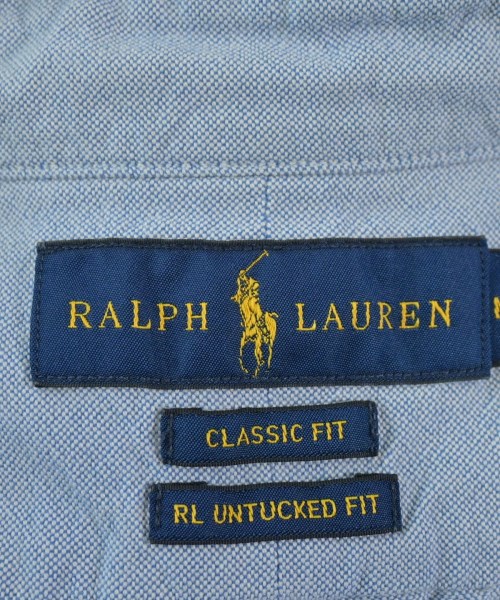 RALPH LAUREN
CLASSIC FIT
RL UNTUCKED FIT